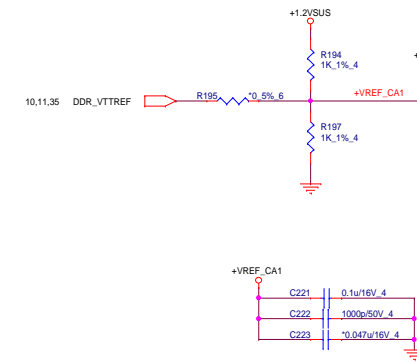 +1.2VSUS
R194
1K_1%_4
R195 *0_5%_6
+VREF_CA1
10,11,35 DDR_VTTREF
R197
1K_1%_4
+VREF_CA1
C221 0.1u/16V_4
C222 1000p/50V_4
C223 *0.047u/16V_4